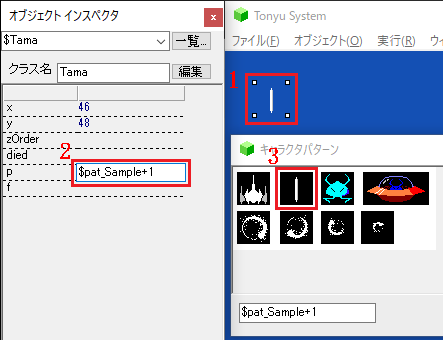 オブジェクト インスペクタ
$Tama
一覧...
クラス名
Tama
編集
x 46
y 48
zOrder
died
p $pat_Sample+1
f
2
Tonyu System
ファイル(F) オブジェクト(O) 実行(R) ウィ
1
キャラクタパターン
3
$pat_Sample+1